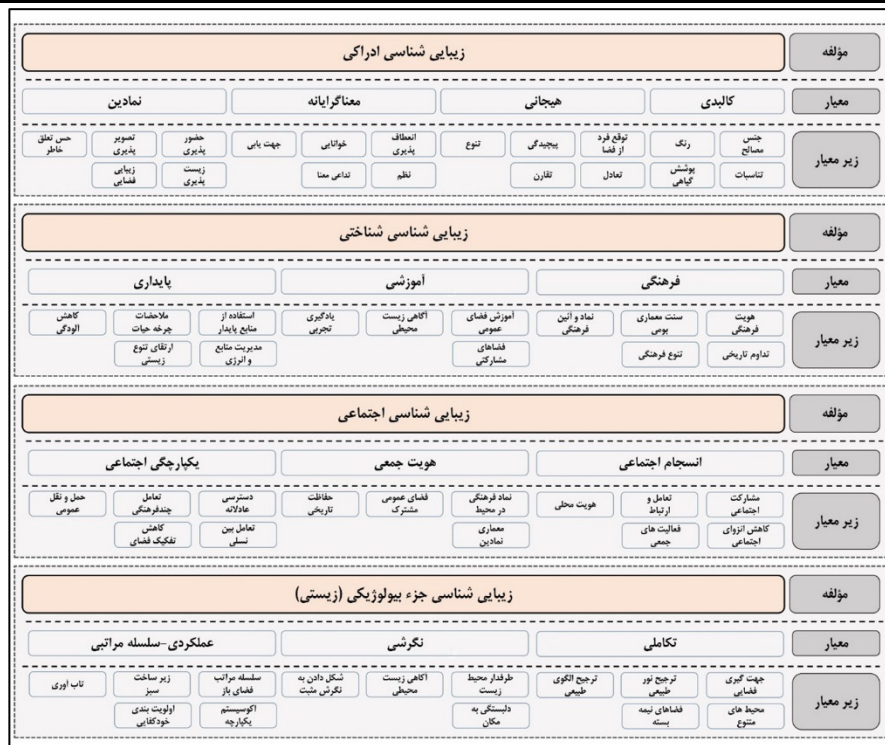 مؤلفه
زیبایی شناسی ادراکی
معیار
کالبدی
هیجانی
معناگرایانه
نمادین
زیر معیار
جنس
مصالح
رنگ
توقع فرد
از فضا
پیچیدگی
تنوع
انعطاف
پذیری
خوانایی
جهت یابی
حضور
پذیری
تصویر
پذیری
حس تعلق
خاطر
تناسبات
پوشش
گیاهی
تعادل
تقارن
نظم
تداعی معنا
زیست
پذیری
زیبایی
فضایی
مؤلفه
زیبایی شناسی شناختی
معیار
فرهنگی
آموزشی
پایداری
زیر معیار
هویت
فرهنگی
سنت معماری
بومی
نماد و آئین
فرهنگی
آموزش فضای
عمومی
آگاهی زیست
محیطی
یادگیری
تجربی
استفاده از
منابع پایدار
ملاحضات
چرخه حیات
کاهش
الودگی
تداوم تاریخی
تنوع فرهنگی
فضاهای
مشارکتی
مدیریت منابع
و انرژی
ارتقای تنوع
زیستی
مؤلفه
زیبایی شناسی اجتماعی
معیار
انسجام اجتماعی
هویت جمعی
یکپارچگی اجتماعی
زیر معیار
مشارکت
اجتماعی
تعامل و
ارتباط
هویت محلی
نماد فرهنگی
در محیط
فضای عمومی
مشترک
حفاظت
تاریخی
دسترسی
عادلانه
تعامل
چندفرهنگی
حمل و نقل
عمومی
کاهش انزوای
اجتماعی
فعالیت های
جمعی
معماری
نمادین
تعامل بین
نسلی
کاهش
تفکیک فضای
مؤلفه
زیبایی شناسی جزء بیولوژیکی (زیستی)
معیار
تکاملی
نگرشی
عملکردی-سلسله مراتبی
زیر معیار
جهت گیری
فضایی
ترجیح نور
طبیعی
ترجیح الگوی
طبیعی
طرفدار محیط
زیست
آگاهی زیست
محیطی
شکل دادن به
نگرش مثبت
سلسله مراتب
فضای باز
زیر ساخت
سبز
تاب آوری
محیط های
متنوع
فضاهای نیمه
بسته
دلبستگی به
مکان
اکوسیستم
یکپارچه
اولویت بندی
خودکفایی